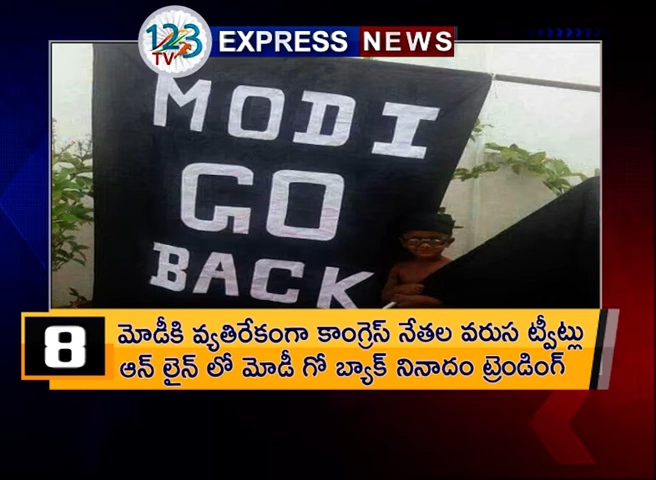 123
TV
EXPRESS NEWS
MODI
GO
BACK
8
మోడీకి వ్యతిరేకంగా కాంగ్రెస్ నేతల వరుస ట్వీట్లు
ఆన్ లైన్ లో మోడీ గో బ్యాక్ నినాదం ట్రెండింగ్